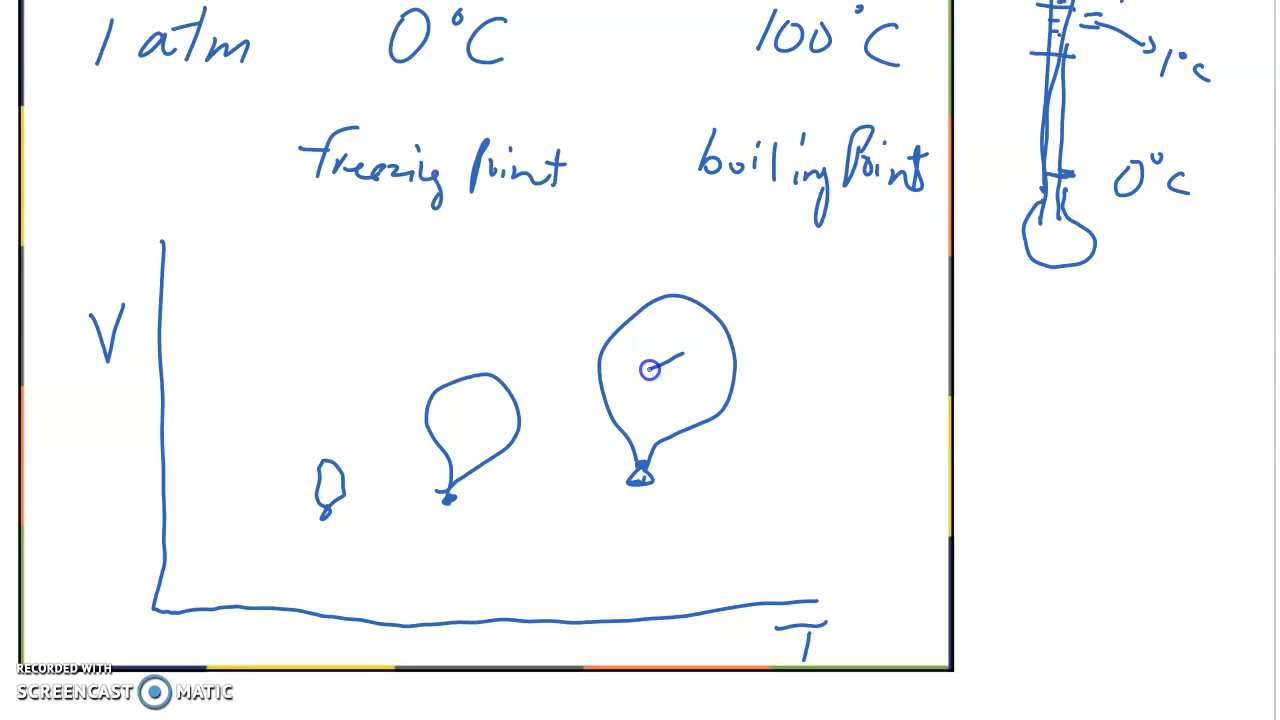 1 atm 0°C 100°C
1°C
freezing Point boiling Point
0°C
V
T
RECORDED WITH
SCREENCAST MATIC